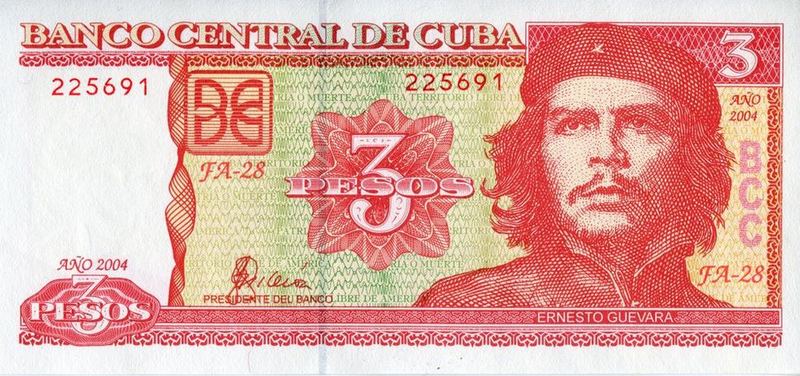 BANCO CENTRAL DE CUBA
3
225691
225691
AÑO
2004
BCC
FA-28
3
PESOS
AÑO 2004
3
PESOS
PRESIDENTE DEL BANCO
FA-28
ERNESTO GUEVARA